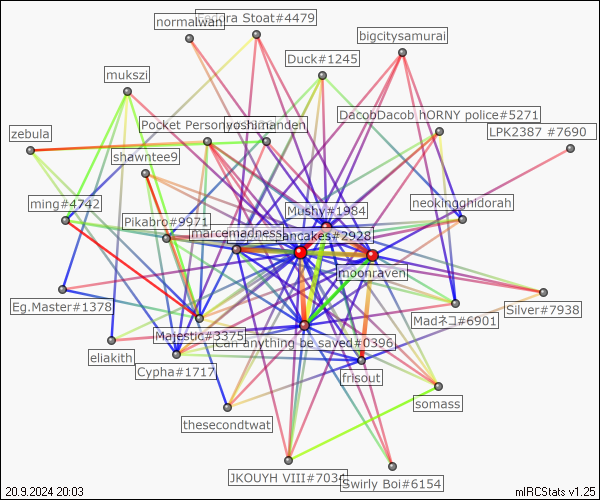 normalwan
Fedora Stoat#4479
bigcitysamurai
Duck#1245
mukszi
DacobDacob hORNY police#5271
Pocket Person
yoshimanden
LPK2387 #7690
zebula
shawntee9
ming#4742
Mushy#1984
neokingghidorah
Pikabro#9971
marcemadness
ancakes#2928
moonraven
Eg.Master#1378
Silver#7938
Madネコ#6901
Majestic#3375
Can anything be saved#0396
eliakith
Cypha#1717
frisout
somass
thesecondtwat
JKOUYH VIII#7034
Swirly Boi#6154
20.9.2024 20:03
mIRCStats v1.25